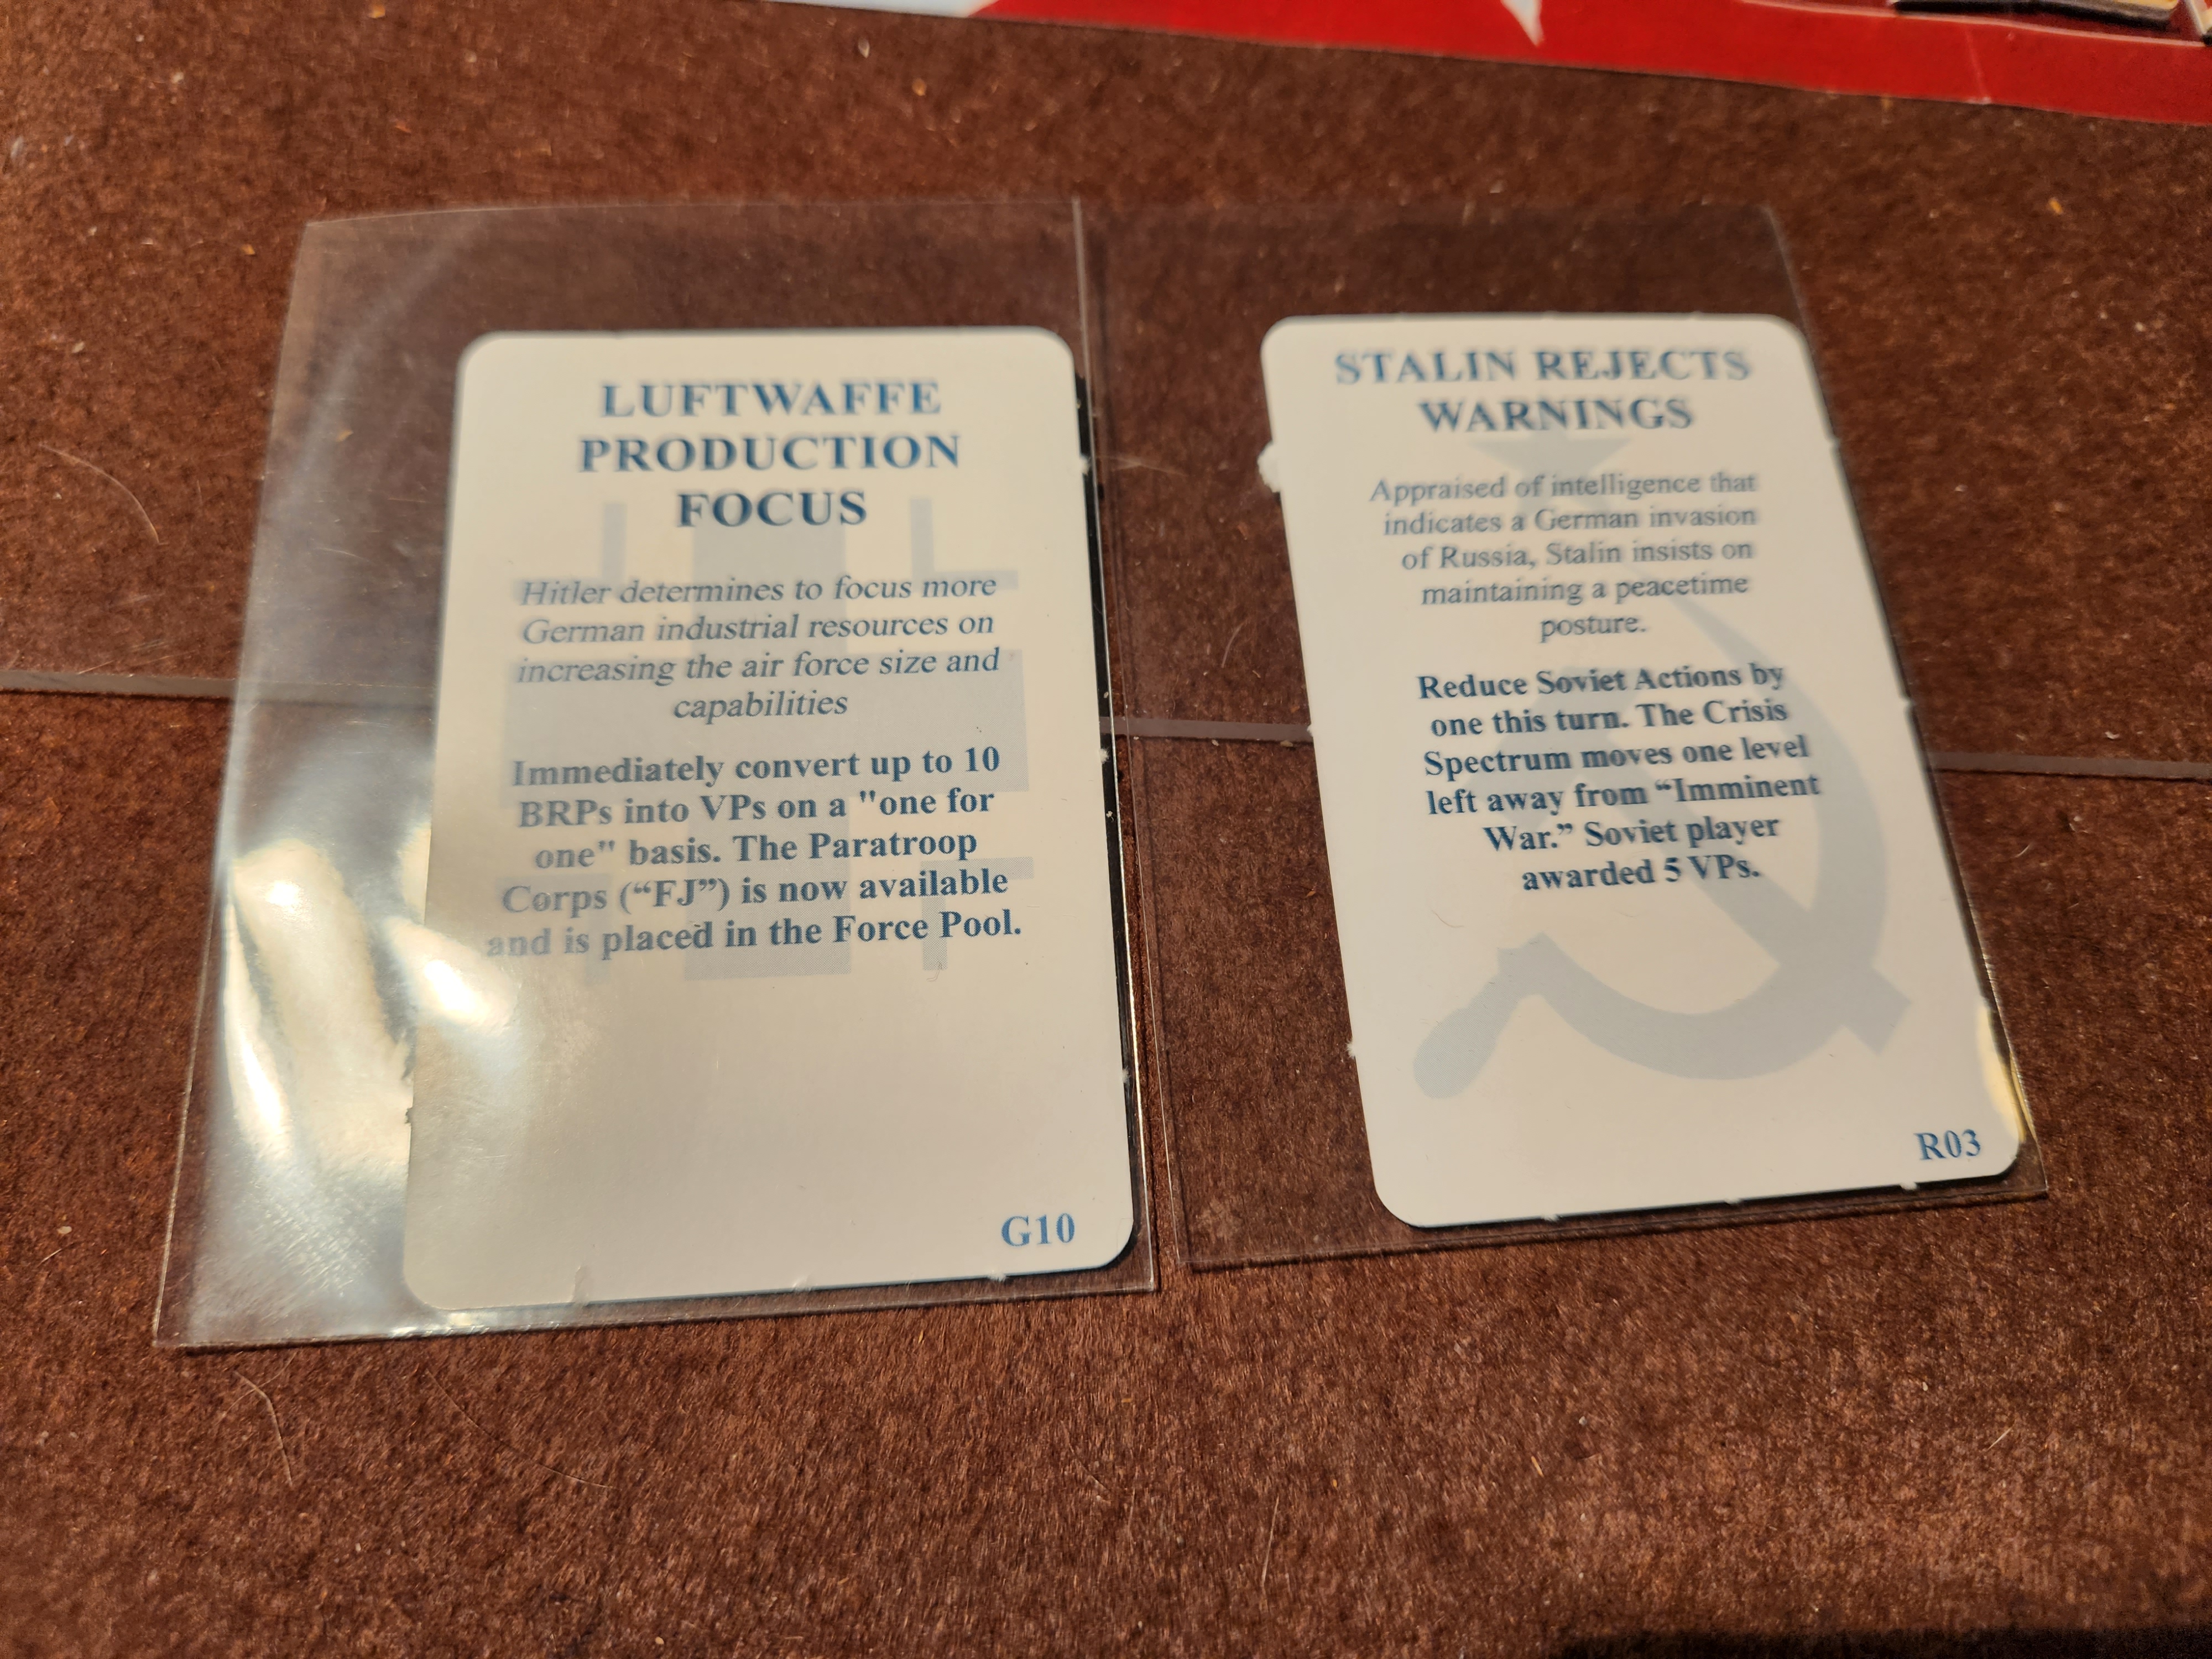 LUFTWAFFE
PRODUCTION
FOCUS
Hitler determines to focus more
German industrial resources on
increasing the air force size and
capabilities
Immediately convert up to 10
BRPs into VPs on a "one for
one" basis. The Paratroop
Corps (“FJ”) is now available
and is placed in the Force Pool.
G10
STALIN REJECTS
WARNINGS
Appraised of intelligence that
indicates a German invasion
of Russia, Stalin insists on
maintaining a peacetime
posture.
Reduce Soviet Actions by
one this turn. The Crisis
Spectrum moves one level
left away from “Imminent
War.” Soviet player
awarded 5 VPs.
R03